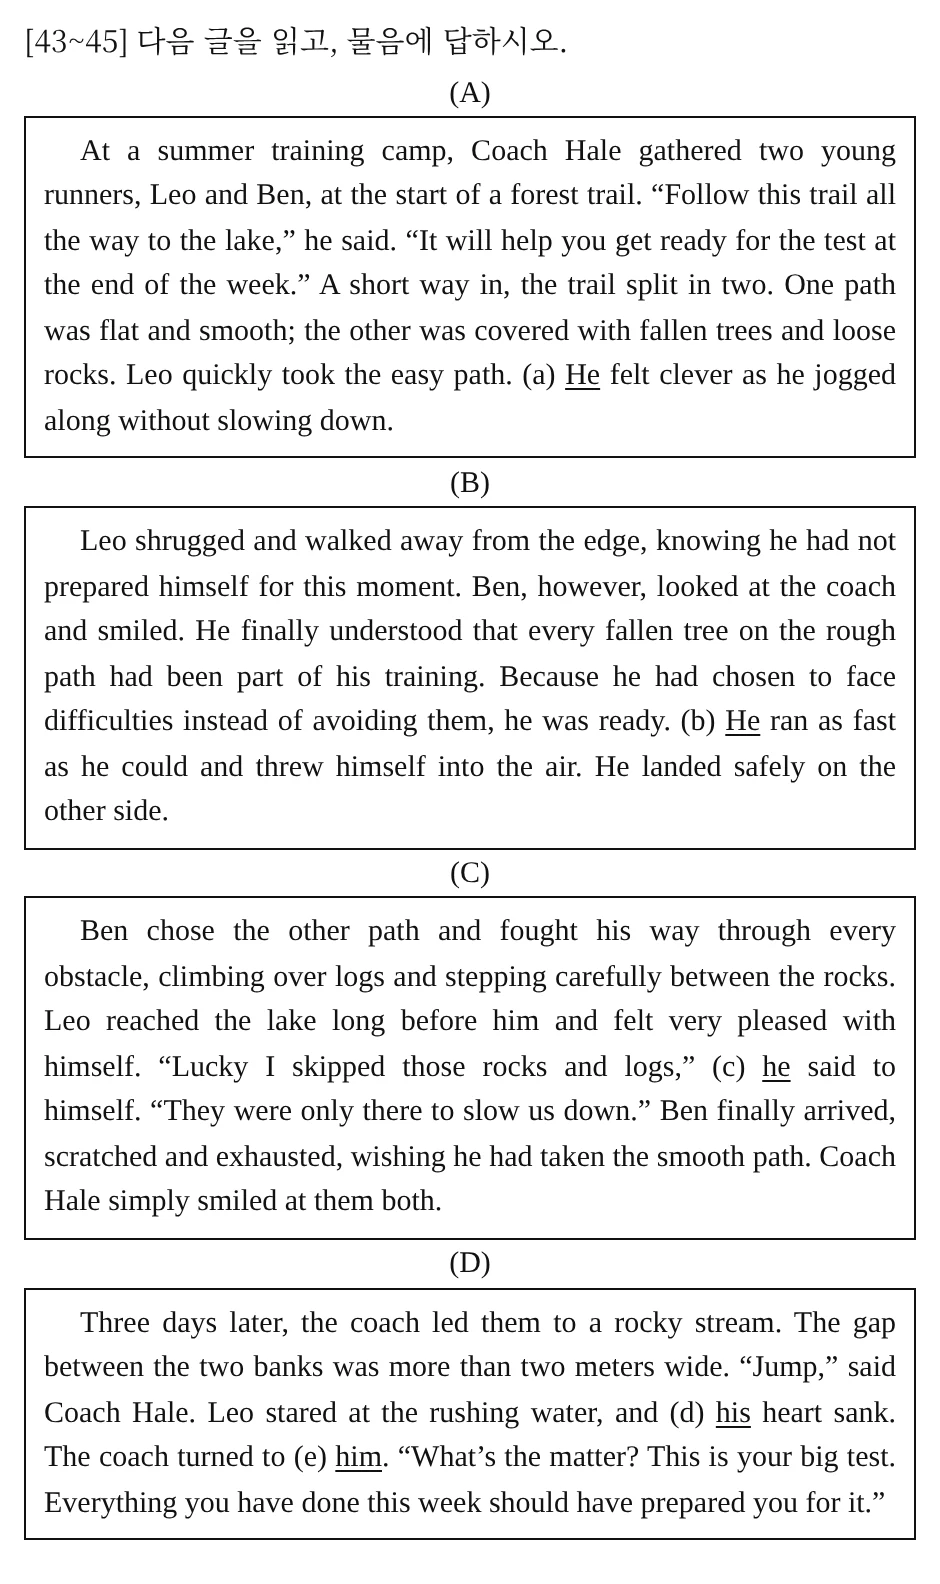 [43~45] 다음 글을 읽고, 물음에 답하시오.
(A)
At a summer training camp, Coach Hale gathered two young
runners, Leo and Ben, at the start of a forest trail. “Follow this trail all
the way to the lake,” he said. “It will help you get ready for the test at
the end of the week.” A short way in, the trail split in two. One path
was flat and smooth; the other was covered with fallen trees and loose
rocks. Leo quickly took the easy path. (a) He felt clever as he jogged
along without slowing down.
(B)
Leo shrugged and walked away from the edge, knowing he had not
prepared himself for this moment. Ben, however, looked at the coach
and smiled. He finally understood that every fallen tree on the rough
path had been part of his training. Because he had chosen to face
difficulties instead of avoiding them, he was ready. (b) He ran as fast
as he could and threw himself into the air. He landed safely on the
other side.
(C)
Ben chose the other path and fought his way through every
obstacle, climbing over logs and stepping carefully between the rocks.
Leo reached the lake long before him and felt very pleased with
himself. “Lucky I skipped those rocks and logs,” (c) he said to
himself. “They were only there to slow us down.” Ben finally arrived,
scratched and exhausted, wishing he had taken the smooth path. Coach
Hale simply smiled at them both.
(D)
Three days later, the coach led them to a rocky stream. The gap
between the two banks was more than two meters wide. “Jump,” said
Coach Hale. Leo stared at the rushing water, and (d) his heart sank.
The coach turned to (e) him. “What’s the matter? This is your big test.
Everything you have done this week should have prepared you for it.”